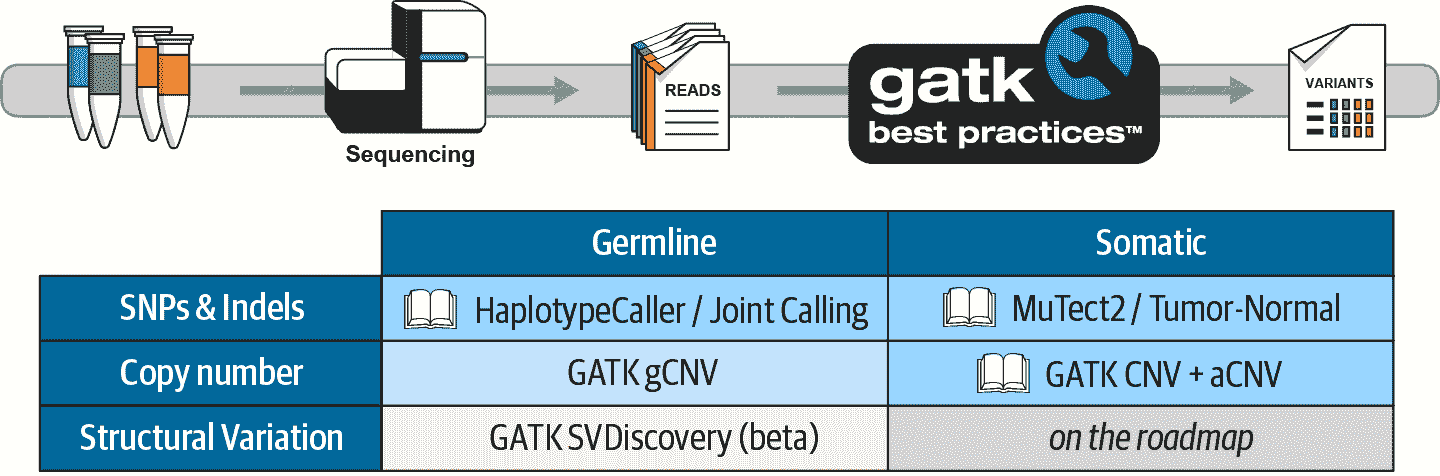 READS
gatk
best practices™
VARIANTS
Sequencing
Germline
Somatic
SNPs & Indels
HaplotypeCaller / Joint Calling
MuTect2 / Tumor-Normal
Copy number
GATK gCNV
GATK CNV + aCNV
Structural Variation
GATK SVDiscovery (beta)
on the roadmap